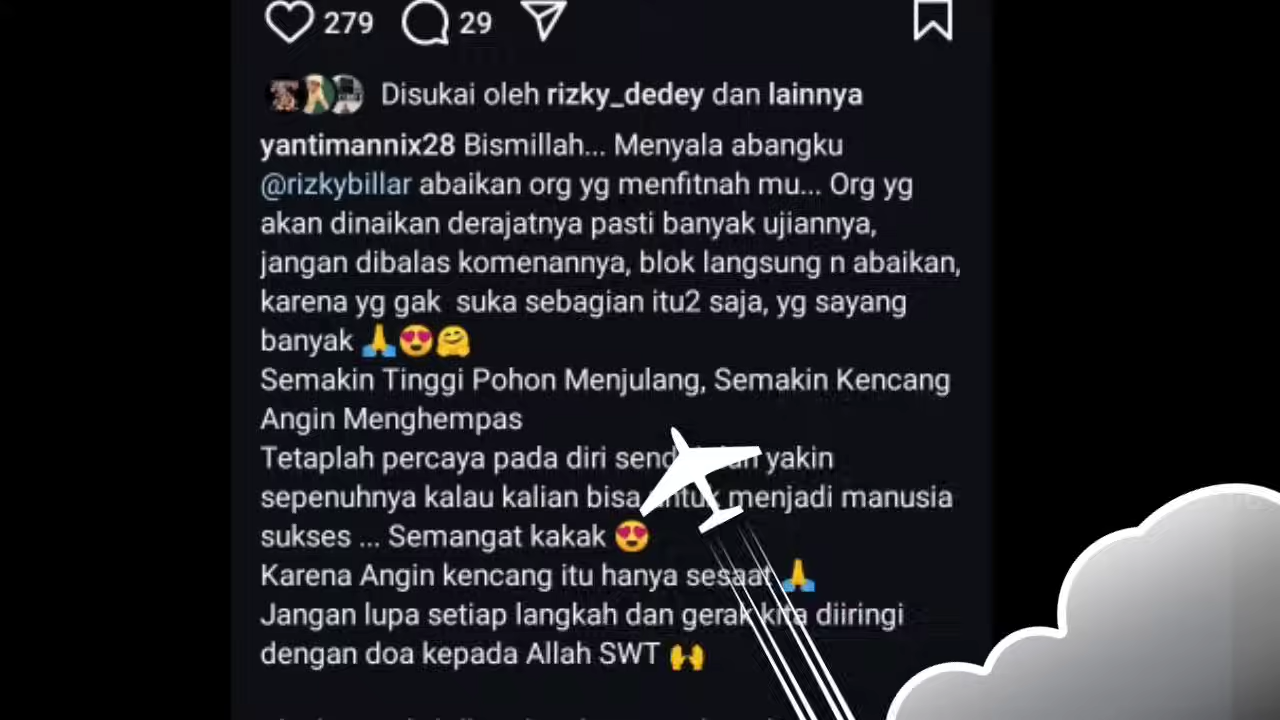 279 29
Disukai oleh rizky_dedey dan lainnya
yantimannix28 Bismillah... Menyala abangku
@rizkybillar abaikan org yg menfitnah mu... Org yg
akan dinaikan derajatnya pasti banyak ujiannya,
jangan dibalas komenannya, blok langsung n abaikan,
karena yg gak suka sebagian itu2 saja, yg sayang
banyak 🙏😍🤗
Semakin Tinggi Pohon Menjulang, Semakin Kencang
Angin Menghempas
Tetaplah percaya pada diri yakin
sepenuhnya kalau kalian bisa untuk menjadi manusia
sukses ... Semangat kakak 😍
Karena Angin kencang itu hanya sesaat 🙏
Jangan lupa setiap langkah dan gerak kita diiringi
dengan doa kepada Allah SWT 🙌